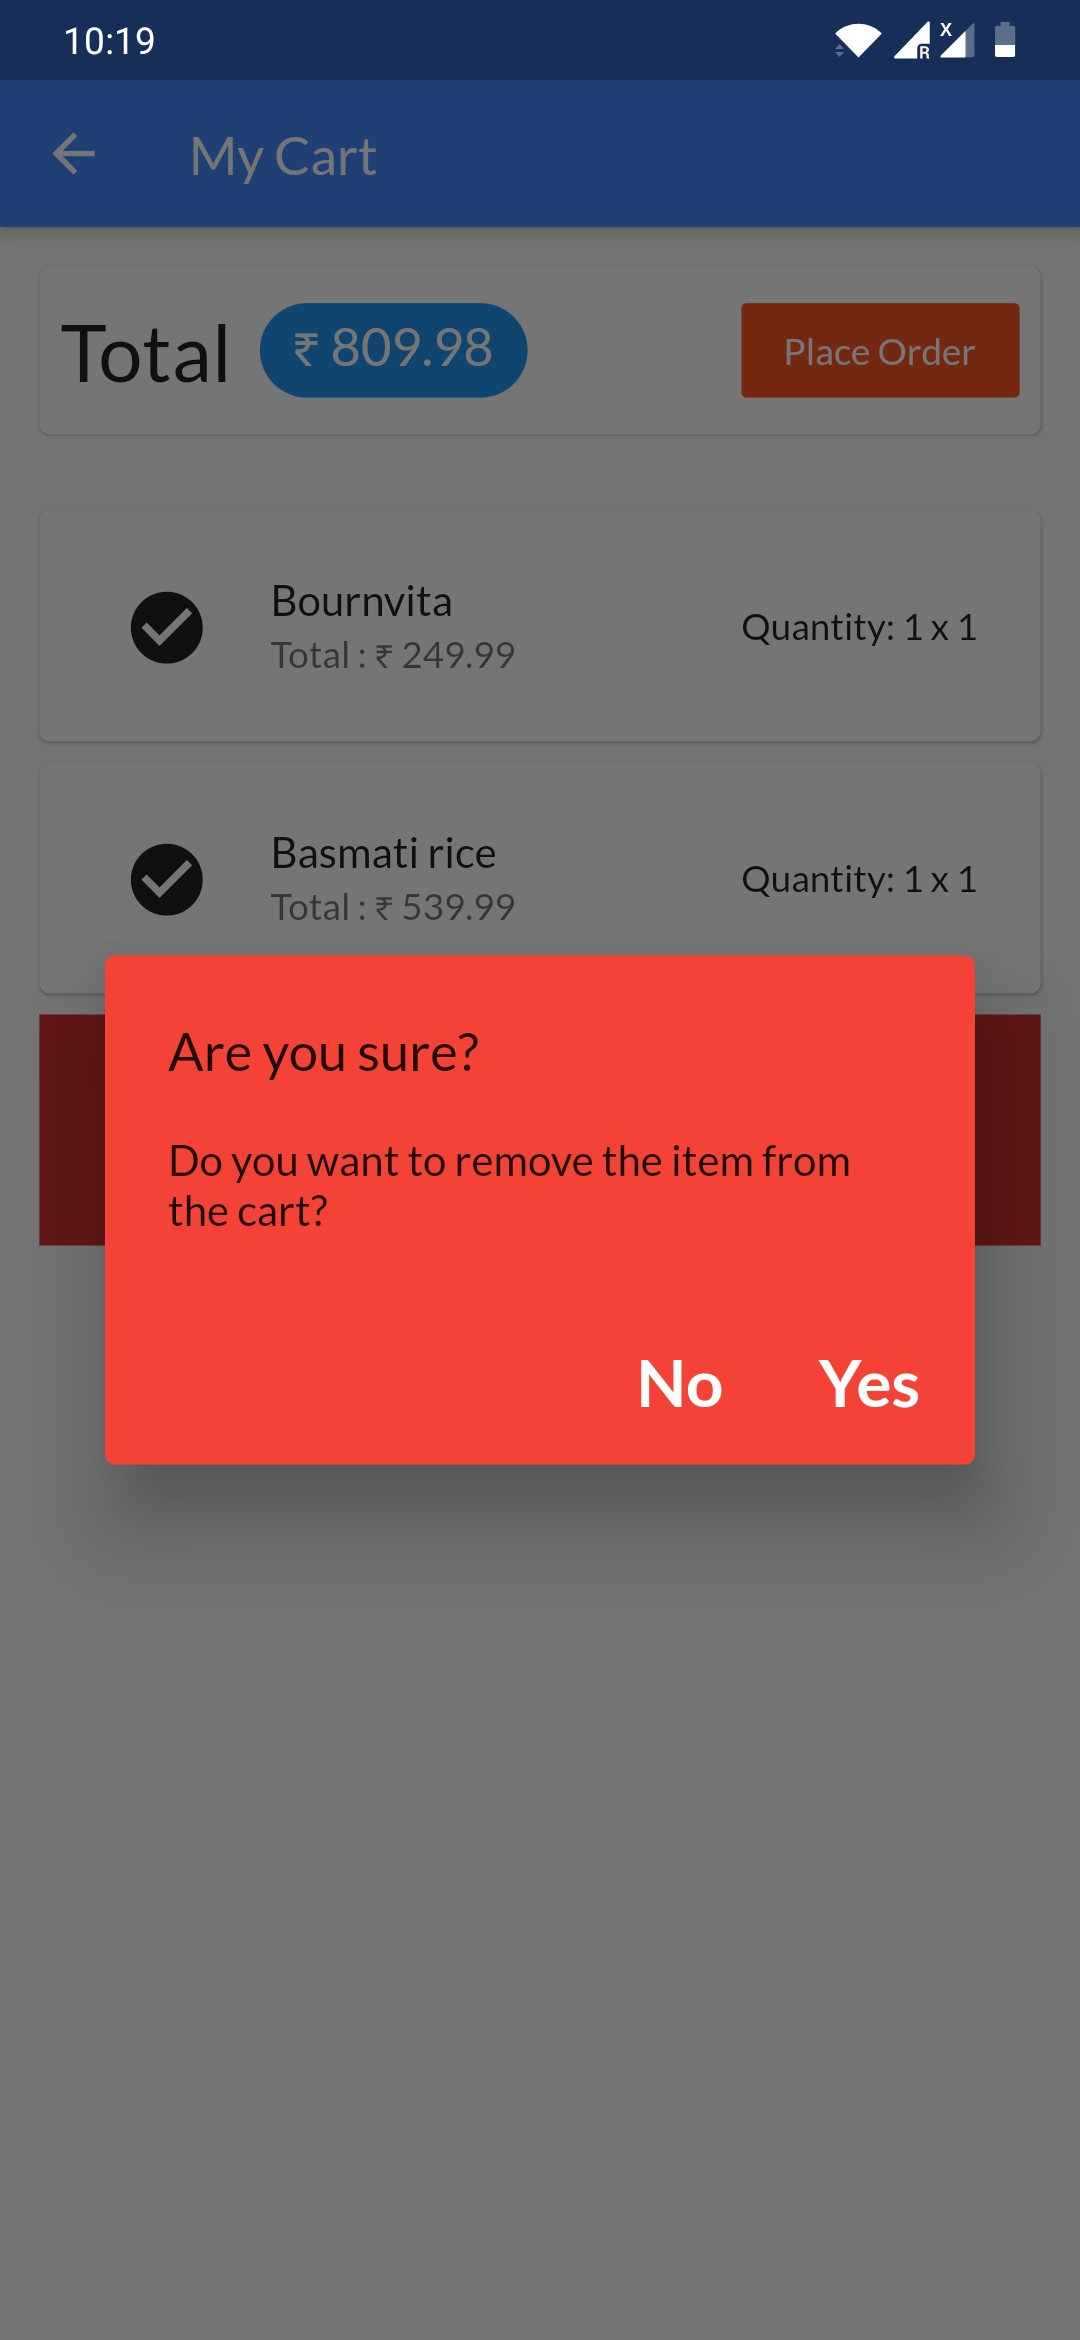 10:19
R
X
My Cart
Total ₹ 809.98 Place Order
Bournvita
Total : ₹ 249.99
Quantity: 1 x 1
Basmati rice
Total : ₹ 539.99
Quantity: 1 x 1
Are you sure?
Do you want to remove the item from
the cart?
No Yes